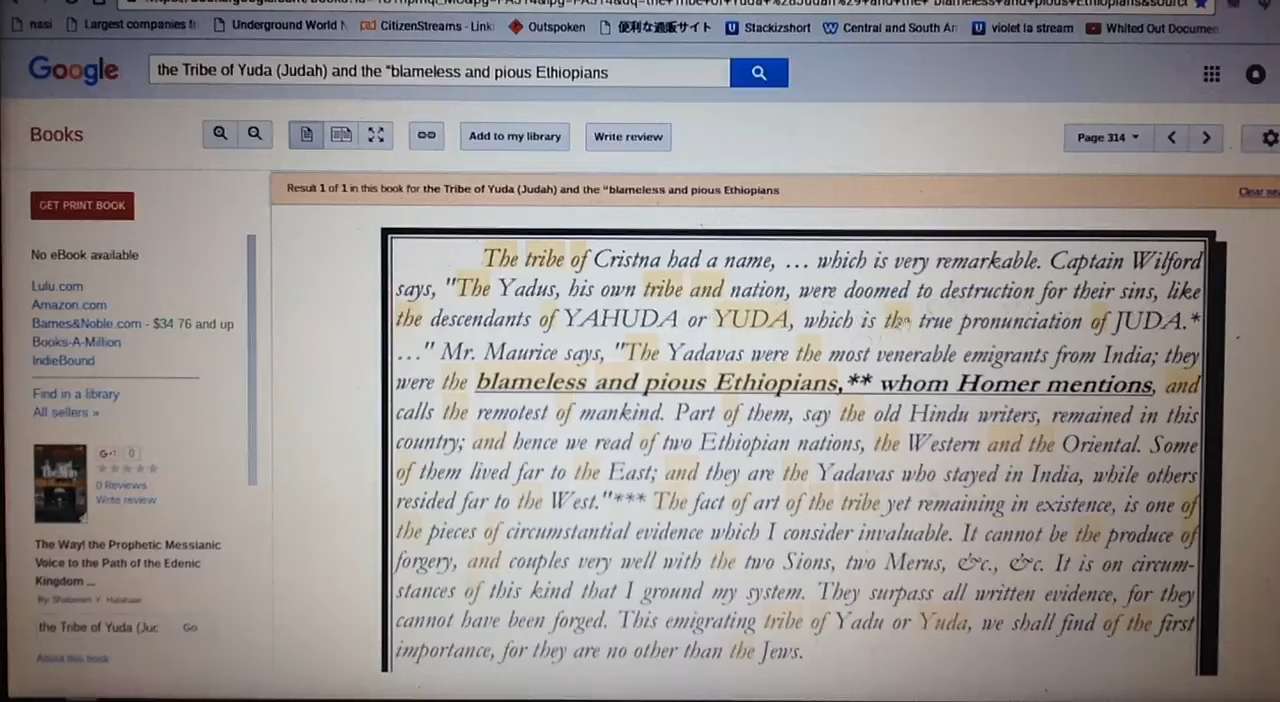 nasi Largest companies Underground World CitizenStreams - Link Outspoken 便利な通販サイト Stackizshort Central and South violet la stream Whited Out
Google the Tribe of Yuda (Judah) and the "blameless and pious Ethiopians
Books Add to my library Write review Page 314
Result 1 of 1 in this book for the Tribe of Yuda (Judah) and the "blameless and pious Ethiopians Clear
GET PRINT BOOK
No eBook available
Lulu.com
Amazon.com
Barnes&Noble.com - $34 76 and up
Books-A-Million
IndieBound
Find in a library
All sellers »
G+1 0
0 Reviews
Write review
The Way! the Prophetic Messianic
Voice to the Path of the Edenic
Kingdom ...
the Tribe of Yuda (Juc Go
About this book
The tribe of Cristna had a name, ... which is very remarkable. Captain Wilford
says, "The Yadus, his own tribe and nation, were doomed to destruction for their sins, like
the descendants of YAHUDA or YUDA, which is the true pronunciation of JUDA.*
..." Mr. Maurice says, "The Yadavas were the most venerable emigrants from India; they
were the blameless and pious Ethiopians,** whom Homer mentions, and
calls the remotest of mankind. Part of them, say the old Hindu writers, remained in this
country; and hence we read of two Ethiopian nations, the Western and the Oriental. Some
of them lived far to the East; and they are the Yadavas who stayed in India, while others
resided far to the West."*** The fact of art of the tribe yet remaining in existence, is one of
the pieces of circumstantial evidence which I consider invaluable. It cannot be the produce of
forgery, and couples very well with the two Sions, two Merus, &c., &c. It is on circum-
stances of this kind that I ground my system. They surpass all written evidence, for they
cannot have been forged. This emigrating tribe of Yadu or Yuda, we shall find of the first
importance, for they are no other than the Jews.